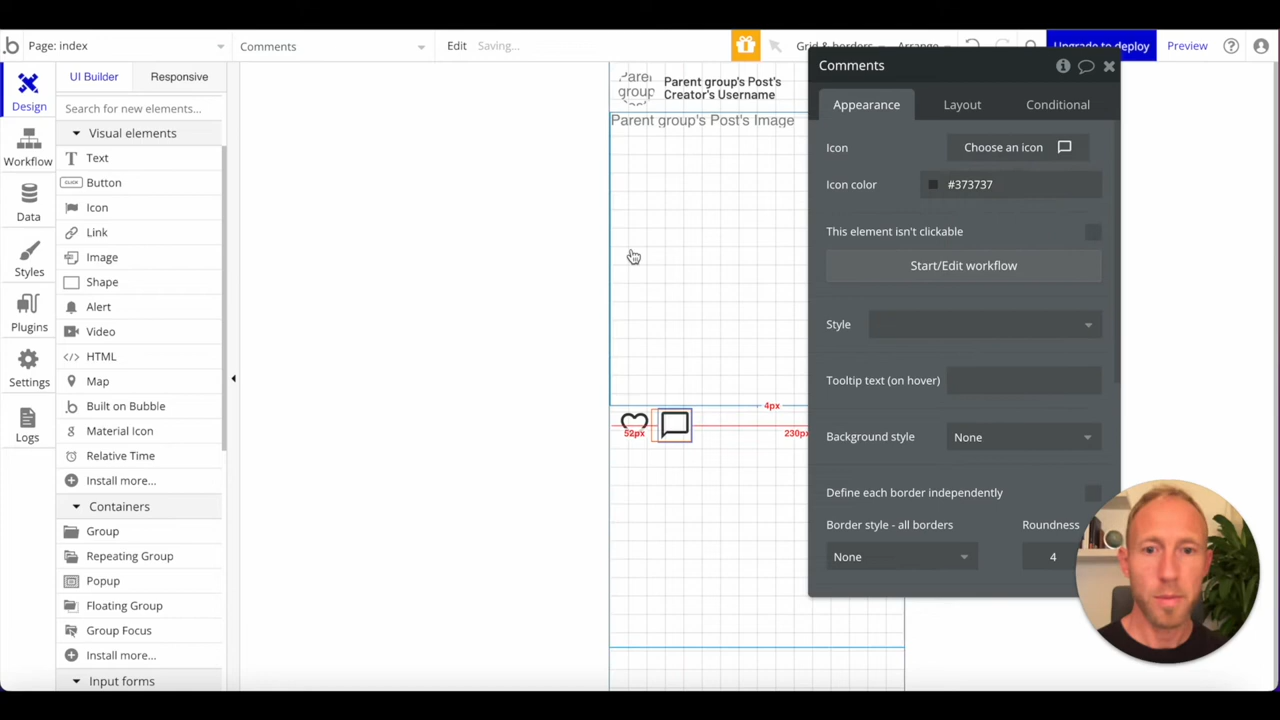 Page: index
Comments
Edit
Saving...
Grid & borders
Arrange
Upgrade to deploy
Preview
UI Builder
Responsive
Design
Workflow
Data
Styles
Plugins
Settings
Logs
Search for new elements...
Visual elements
Text
CLICK
Button
Icon
Link
Image
Shape
Alert
Video
</> HTML
Map
Built on Bubble
Material Icon
Relative Time
Install more...
Containers
Group
Repeating Group
Popup
Floating Group
Group Focus
Install more...
Input forms
Parent
group's
Parent group's Post's
Creator's Username
Parent group's Post's Image
4px
52px
230px
Comments
Appearance
Layout
Conditional
Icon
Choose an icon
Icon color
#373737
This element isn't clickable
Start/Edit workflow
Style
Tooltip text (on hover)
Background style
None
Define each border independently
Border style - all borders
Roundness
None
4